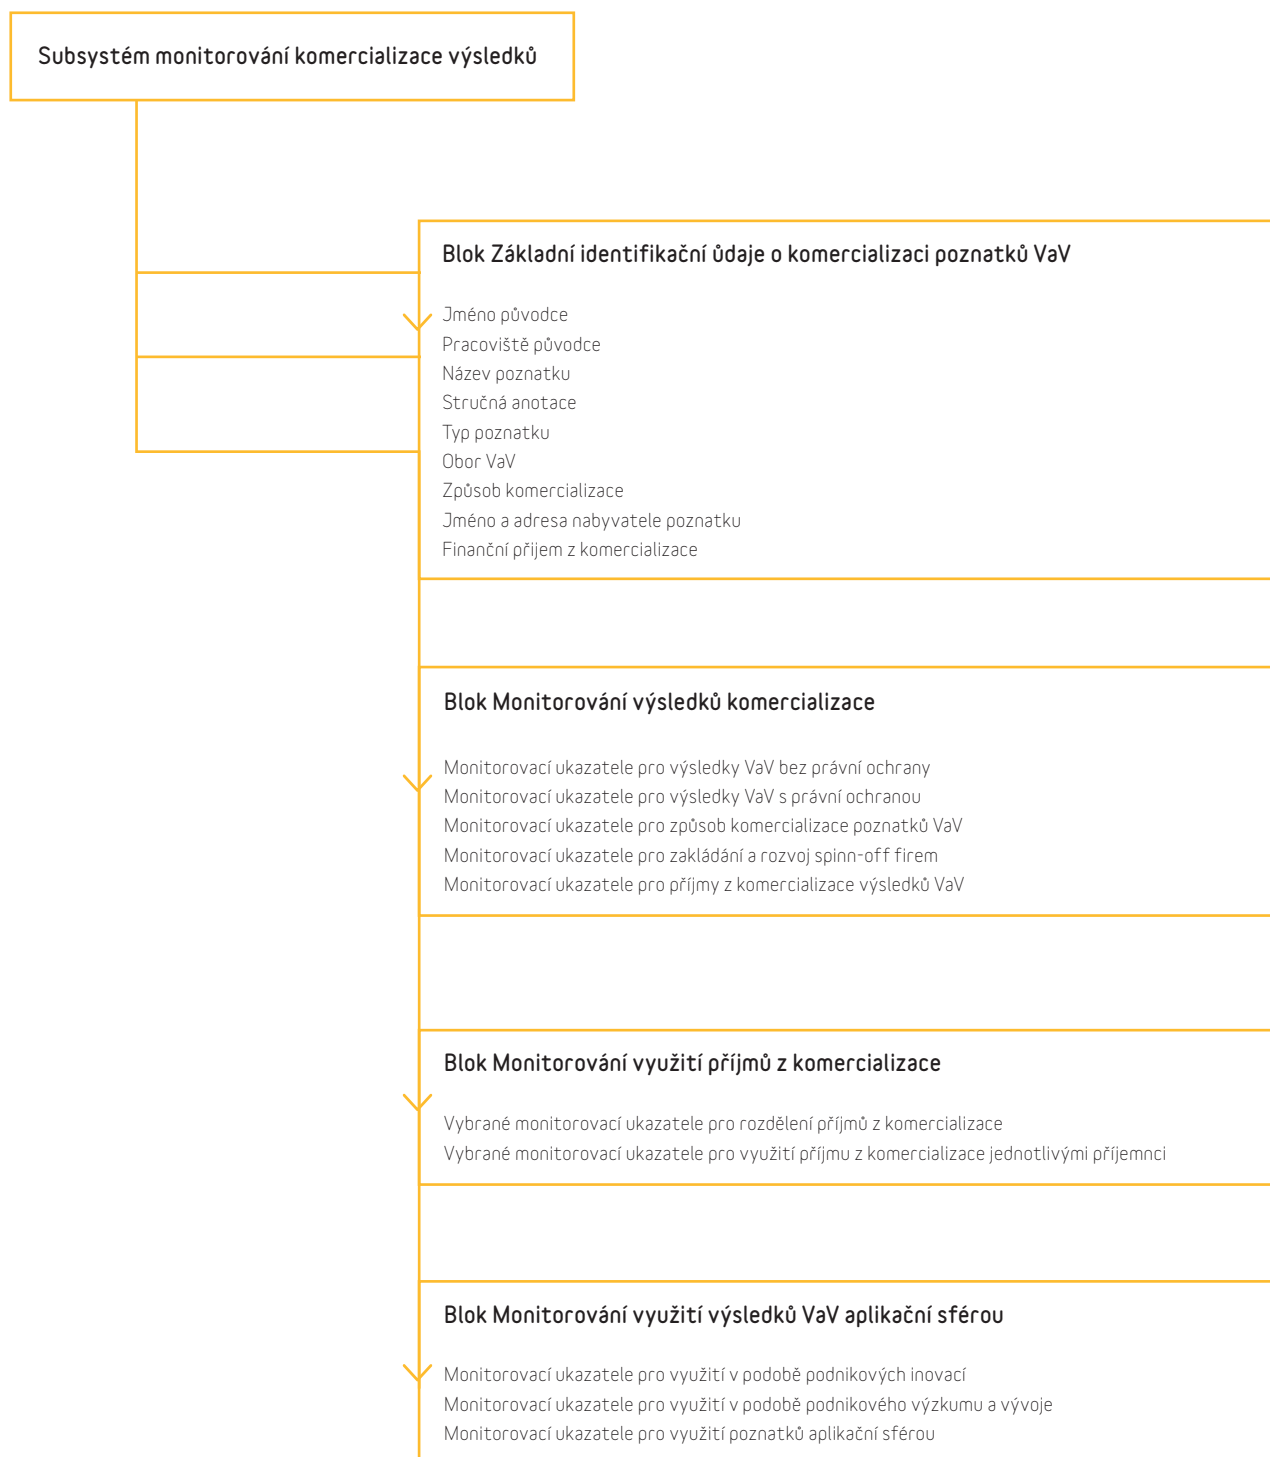 Subsystém monitorování komercializace výsledků
Blok Základní identifikační ůdaje o komercializaci poznatků VaV
Jméno původce
Pracoviště původce
Název poznatku
Stručná anotace
Typ poznatku
Obor VaV
Způsob komercializace
Jméno a adresa nabyvatele poznatku
Finanční přijem z komercializace
Blok Monitorování výsledků komercializace
Monitorovací ukazatele pro výsledky VaV bez právní ochrany
Monitorovací ukazatele pro výsledky VaV s právní ochranou
Monitorovací ukazatele pro způsob komercializace poznatků VaV
Monitorovací ukazatele pro zakládání a rozvoj spinn-off firem
Monitorovací ukazatele pro příjmy z komercializace výsledků VaV
Blok Monitorování využití příjmů z komercializace
Vybrané monitorovací ukazatele pro rozdělení příjmů z komercializace
Vybrané monitorovací ukazatele pro využití příjmu z komercializace jednotlivými příjemnci
Blok Monitorování využití výsledků VaV aplikační sférou
Monitorovací ukazatele pro využití v podobě podnikových inovací
Monitorovací ukazatele pro využití v podobě podnikového výzkumu a vývoje
Monitorovací ukazatele pro využití poznatků aplikační sférou